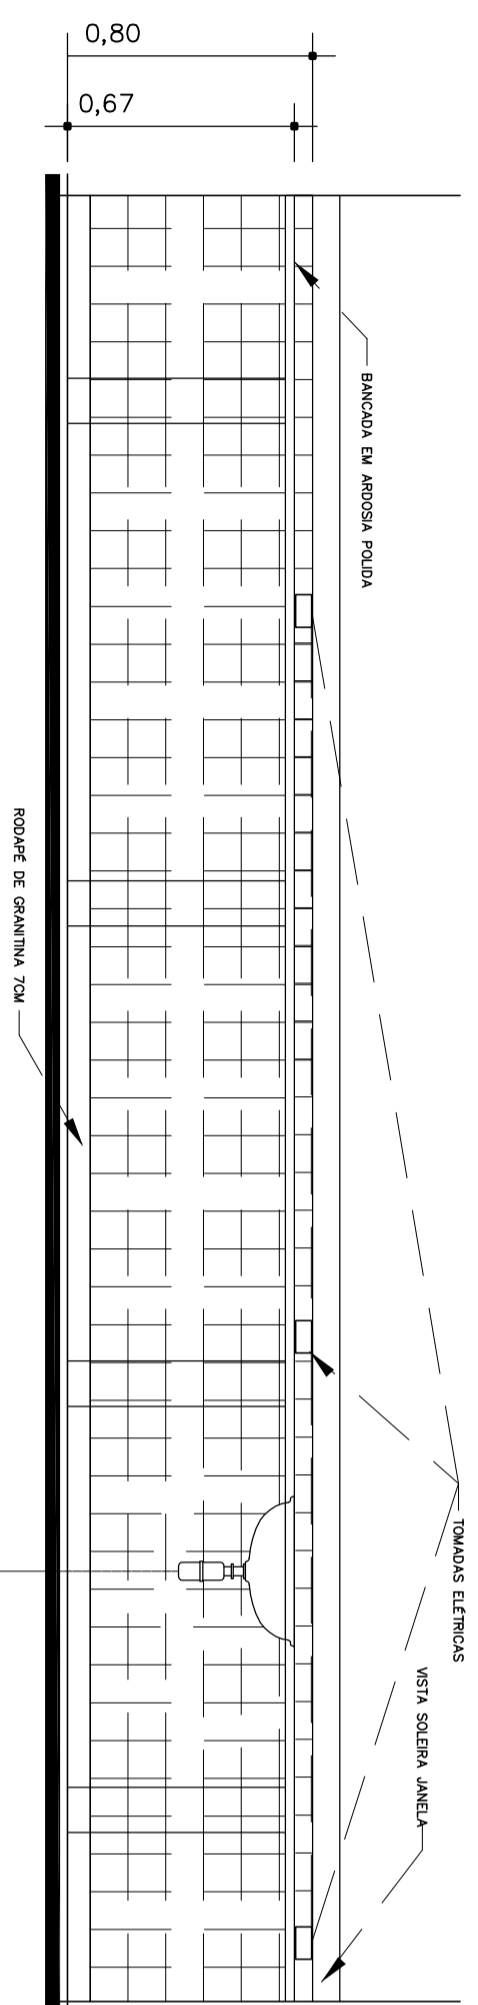 0,80
0,67
BANCADA EM ARDOSIA POLIDA
RODAPÉ DE GRANITINA 7CM
TOMADAS ELÉTRICAS
VISTA SOLEIRA JANELA